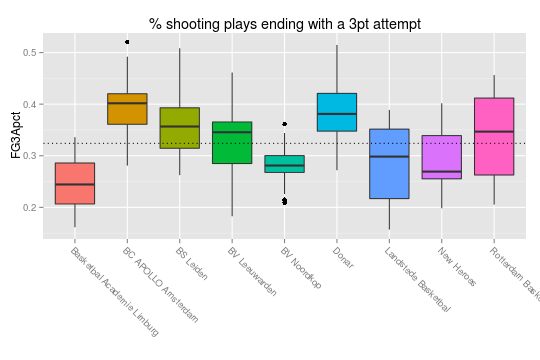 % shooting plays ending with a 3pt attempt
FG3Apct
0.5
0.4
0.3
0.2
Basketbal Academie Limburg
BC APOLLO Amsterdam
BS Leiden
BV Leeuwarden
BV Noordkop
Donar
Landstede Basketbal
New Heroes
Rotterdam